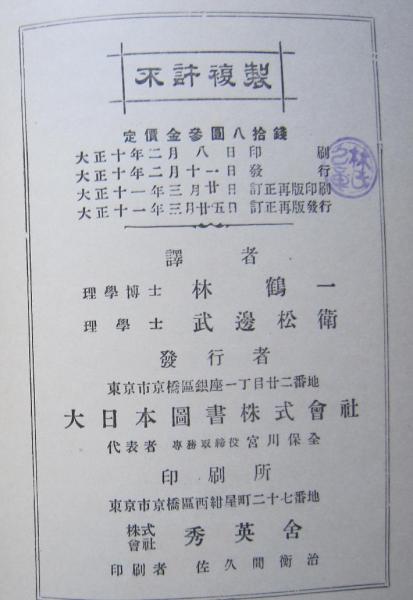 不許複製
定價金參圓八拾錢
大正十年二月八日印刷
大正十年二月十一日發行
大正十一年三月廿日訂正再版印刷
大正十一年三月廿五日訂正再版發行
譯者
理學博士 林鶴一
理學士 武邊松衛
發行者
東京市京橋區銀座一丁目廿二番地
大日本圖書株式會社
代表者 專務取締役 宮川保全
印刷所
東京市京橋區西紺屋町二十七番地
株式會社 秀英舍
印刷者 佐久間衡治